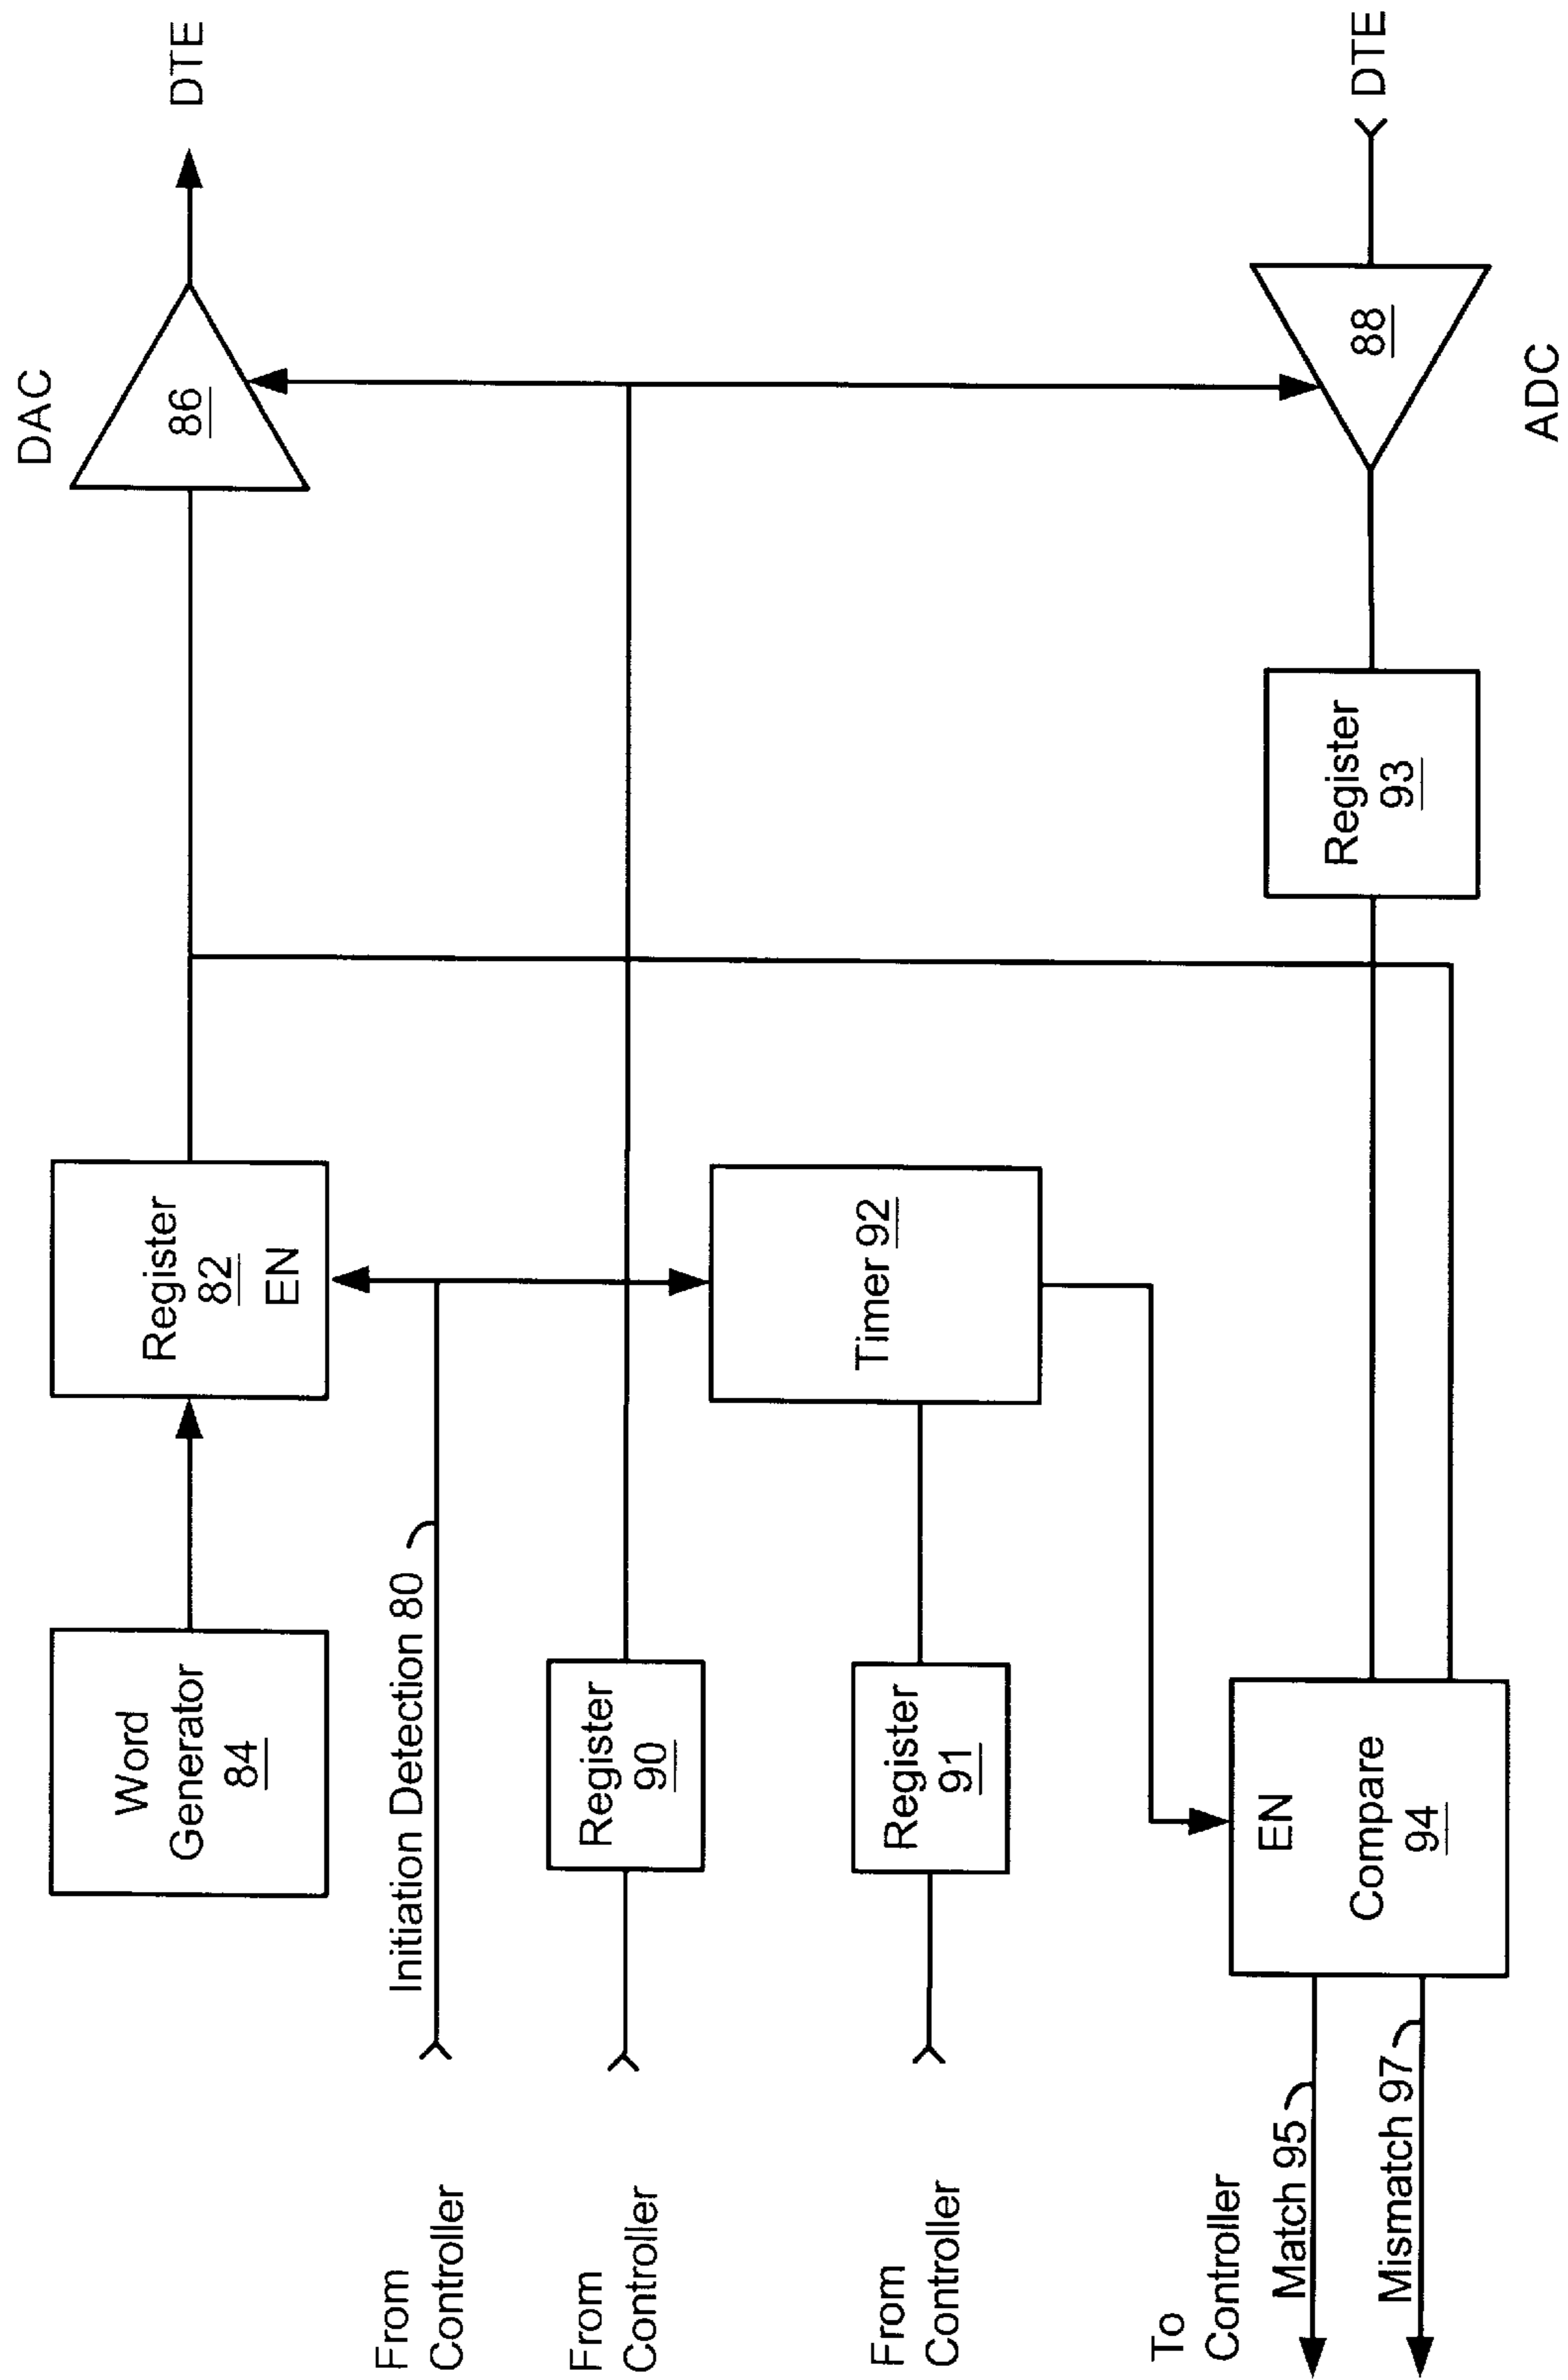 DAC
DTE
86
Word
Generator
84
Register
82
EN
From
Controller
Initiation Detection 80
From
Controller
Register
90
Timer 92
From
Controller
Register
91
To
Controller
Match 95
Mismatch 97
EN
Compare
94
Register
93
88
DTE
ADC